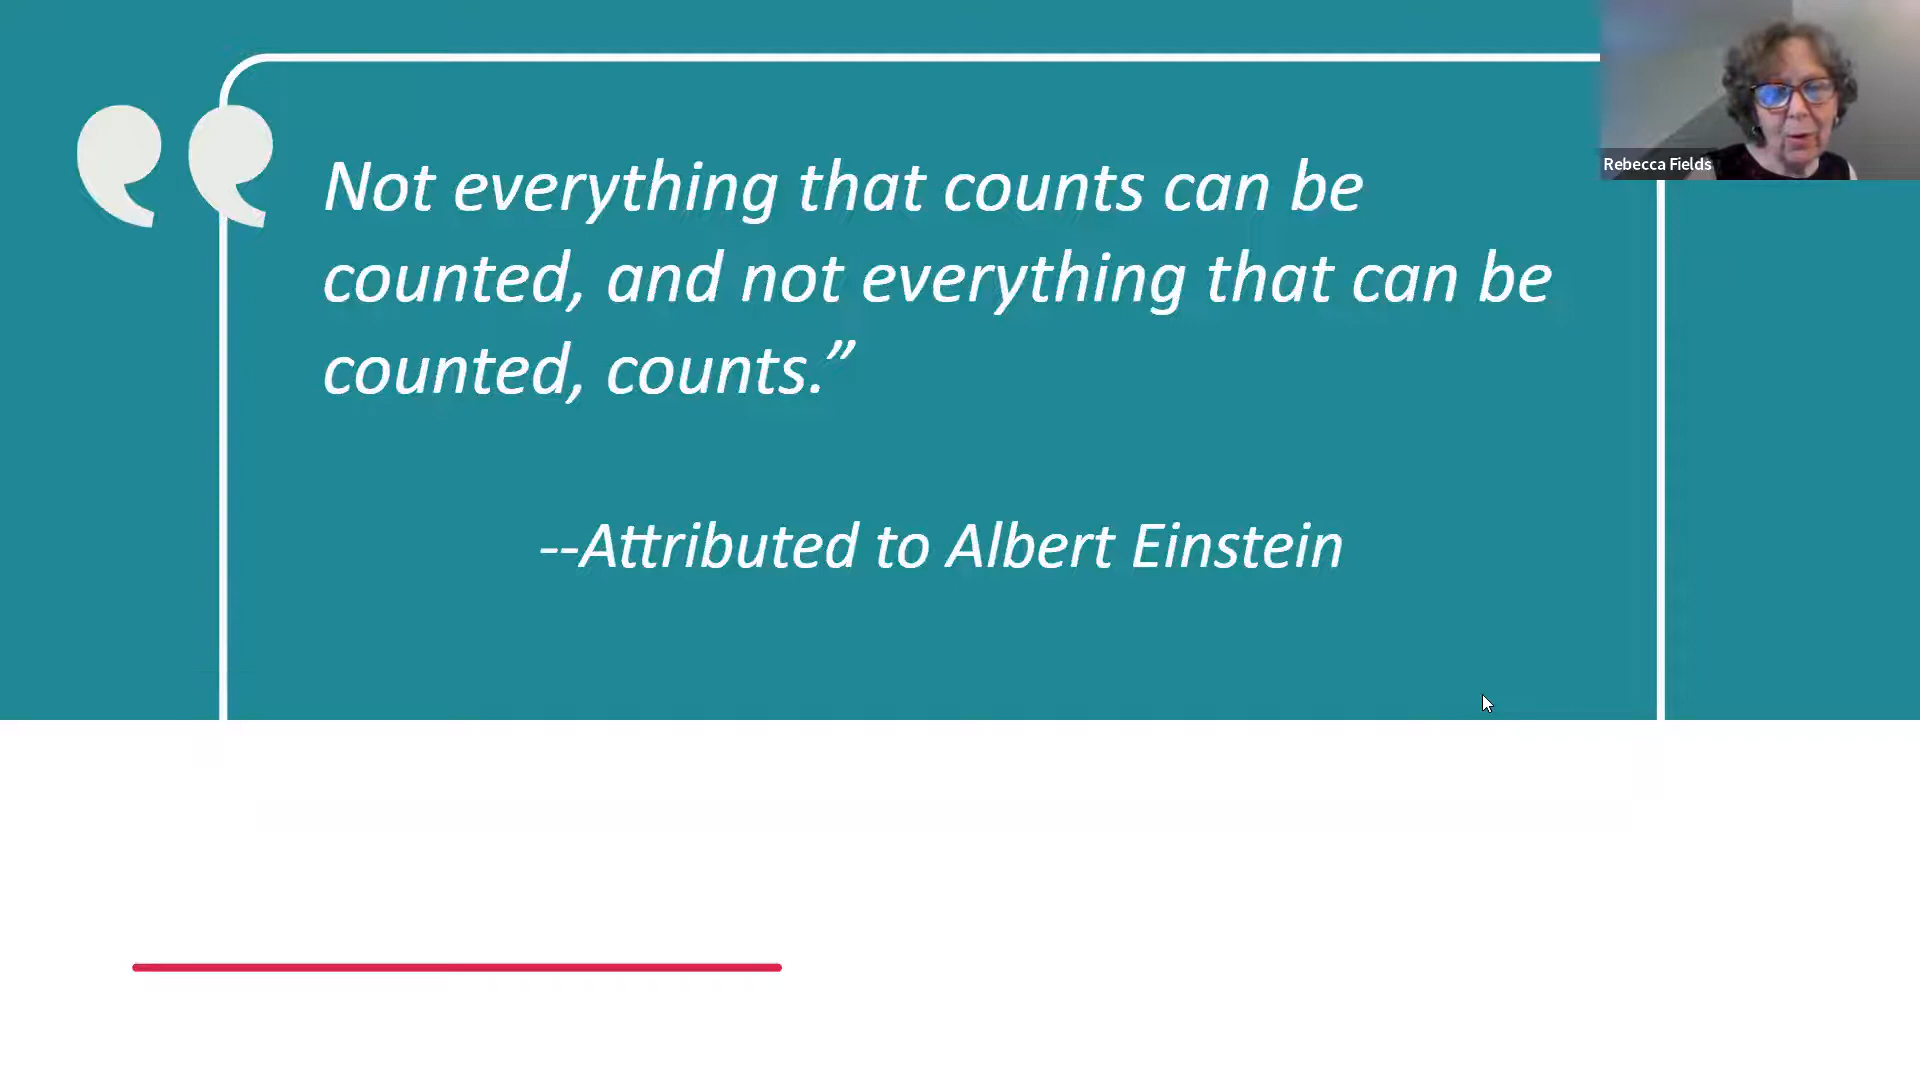 “
Not everything that counts can be
counted, and not everything that can be
counted, counts.”
--Attributed to Albert Einstein
Rebecca Fields